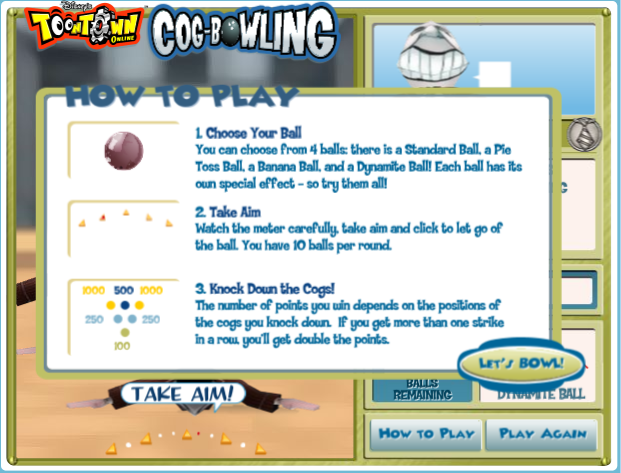 Disney's
TOONTOWN
ONLINE
COG-BOWLING
HOW TO PLAY
1. Choose Your Ball
You can choose from 4 balls: there is a Standard Ball, a Pie
Toss Ball, a Banana Ball, and a Dynamite Ball! Each ball has its
own special effect - so try them all!
2. Take Aim
Watch the meter carefully, take aim and click to let go of
the ball. You have 10 balls per round.
1000 500 1000
250 250
100
3. Knock Down the Cogs!
The number of points you win depends on the positions of
the cogs you knock down. If you get more than one strike
in a row, you'll get double the points.
LET'S BOWL!
TAKE AIM!
BALLS
REMAINING
DYNAMITE BALL
HOW TO PLAY
PLAY AGAIN